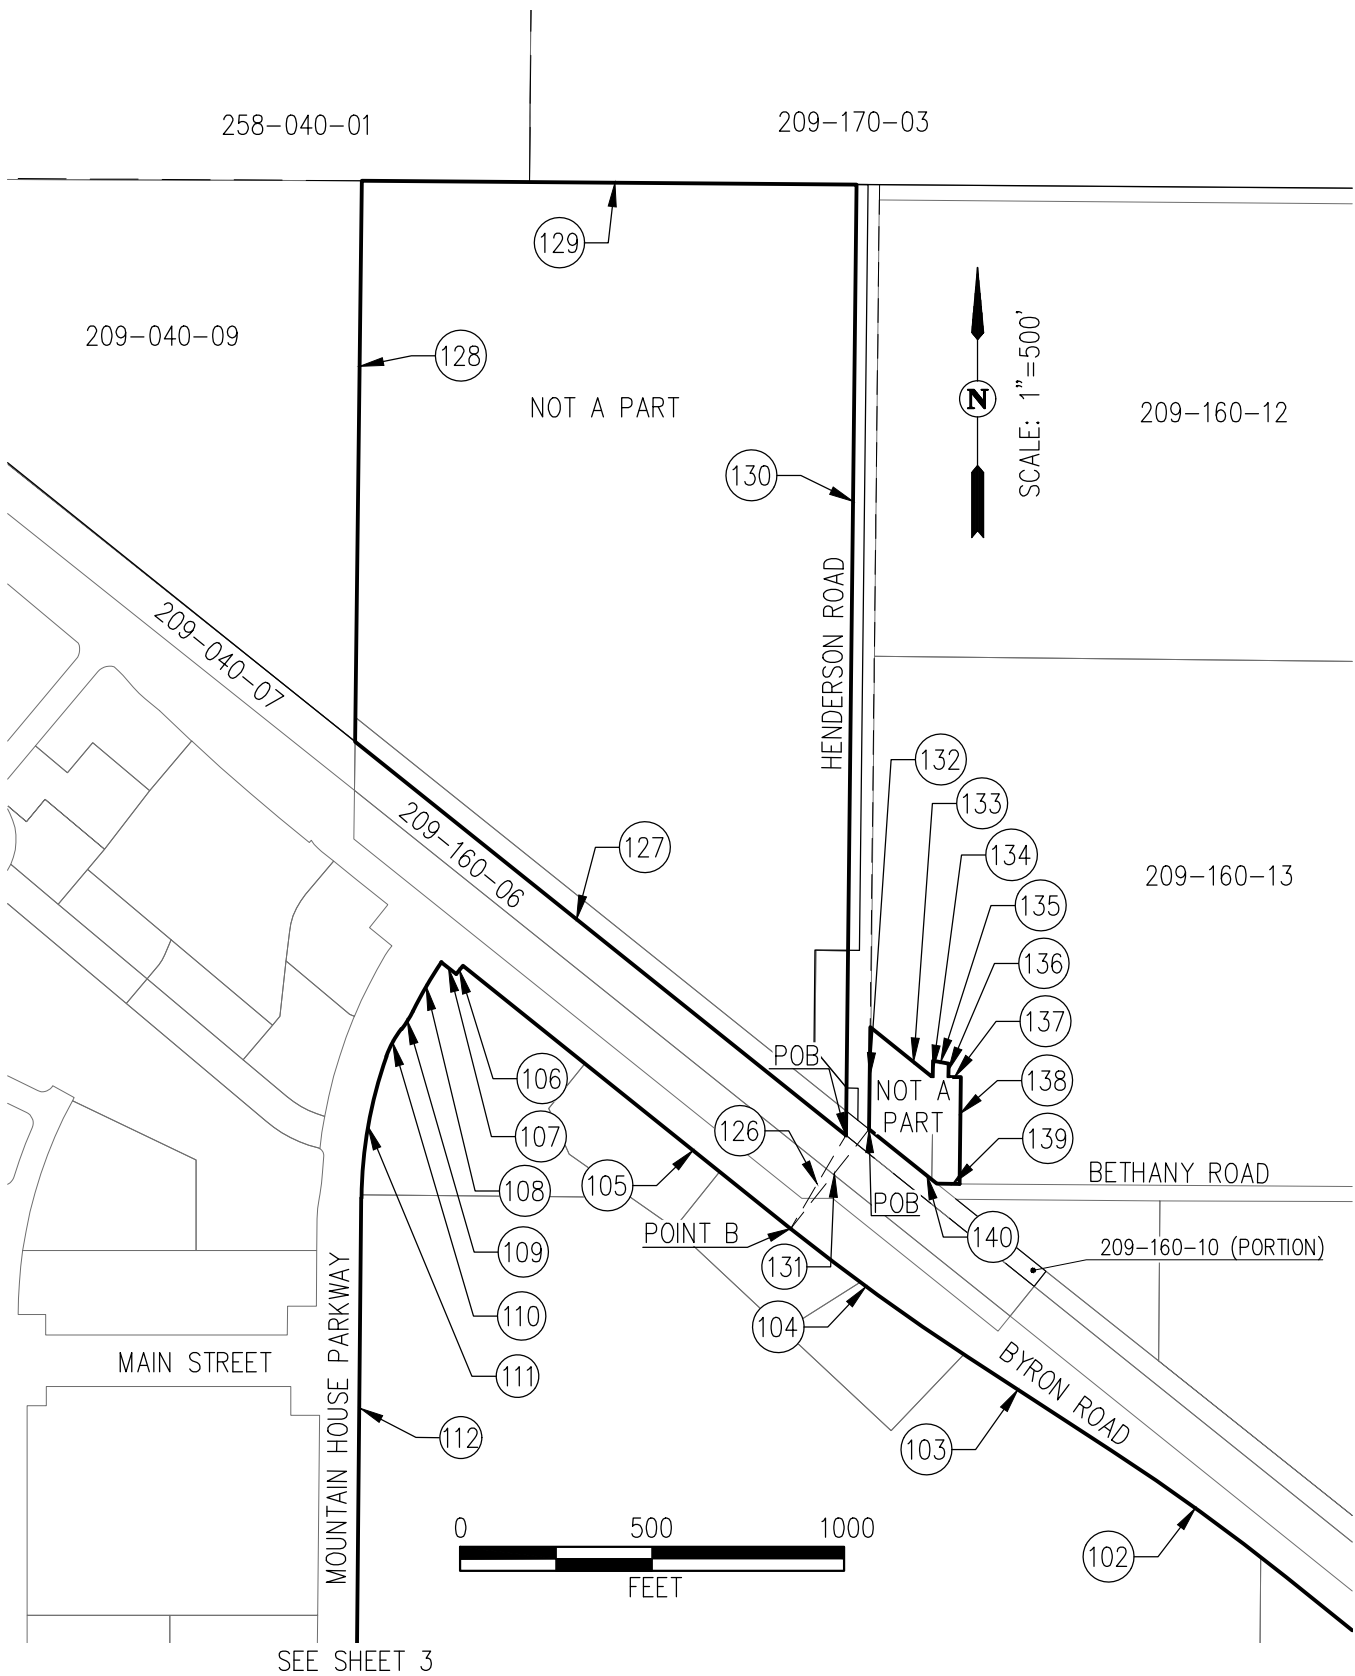 258-040-01
209-170-03
129
209-040-09
128
NOT A PART
N
SCALE: 1"=500'
209-160-12
130
HENDERSON ROAD
209-040-07
209-160-06
127
132
133
134
135
136
137
138
139
209-160-13
POB
NOT A
PART
126
106
107
105
108
109
110
111
112
POINT B
131
POB
140
BETHANY ROAD
209-160-10 (PORTION)
104
BYRON ROAD
103
102
MAIN STREET
MOUNTAIN HOUSE PARKWAY
0 500 1000
FEET
SEE SHEET 3